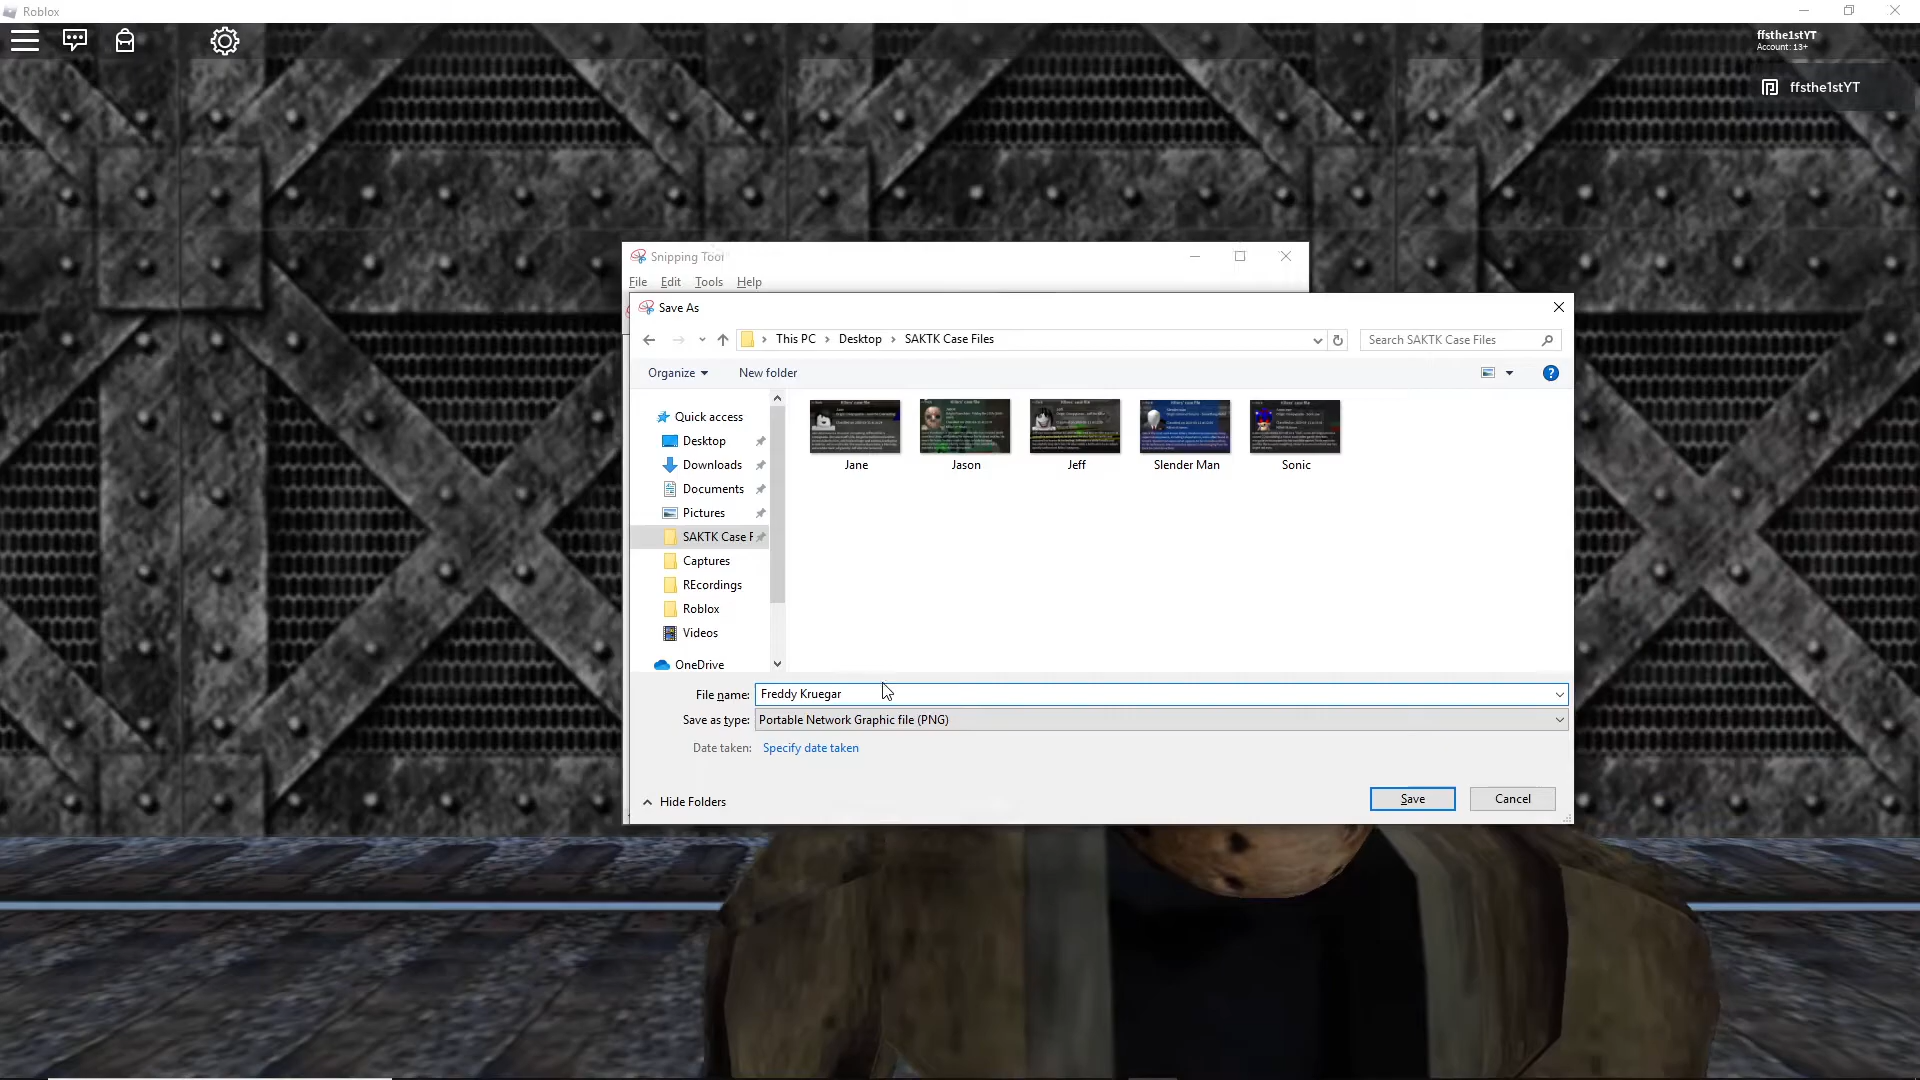 Roblox
ffsthe1stYT
Account: 13+
ffsthe1stYT
Snipping Tool
File Edit Tools Help
Save As
This PC Desktop SAKTK Case Files
Search SAKTK Case Files
Organize New folder
Quick access
Desktop
Downloads
Documents
Pictures
SAKTK Case F
Captures
REcordings
Roblox
Videos
OneDrive
Jane Jason Jeff Slender Man Sonic
File name: Freddy Kruegar
Save as type: Portable Network Graphic file (PNG)
Date taken: Specify date taken
Hide Folders
Save Cancel